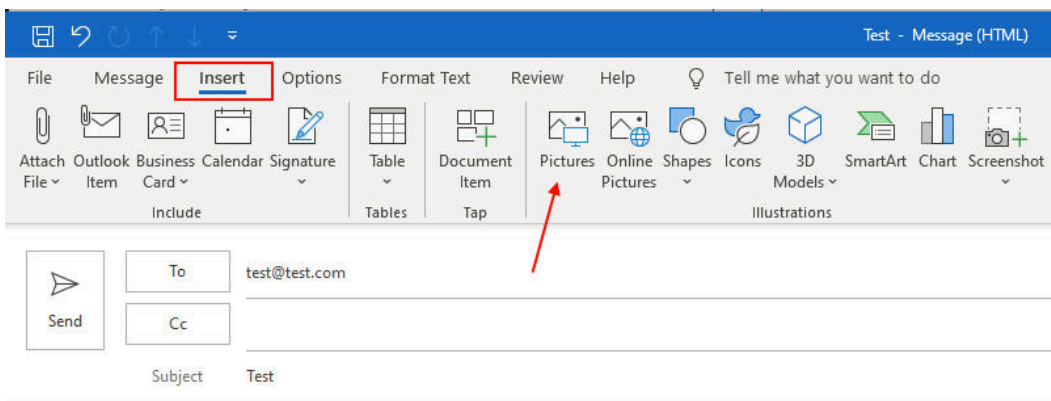 Test - Message (HTML)
File Message Insert Options Format Text Review Help Tell me what you want to do
Attach Outlook Business Calendar Signature Table Document Pictures Online Shapes Icons 3D SmartArt Chart Screenshot
File Item Card Item Pictures Models
Include Tables Tap Illustrations
To test@test.com
Send Cc
Subject Test